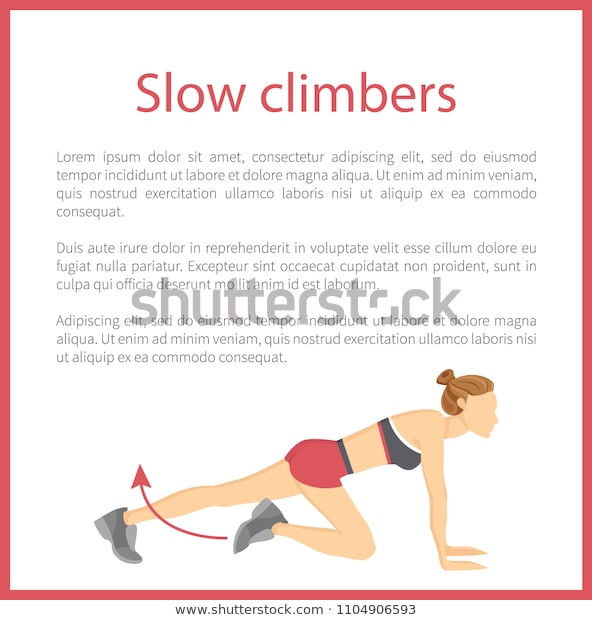 Slow climbers
Lorem ipsum dolor sit amet, consectetur adipiscing elit, sed do eiusmod
tempor incididunt ut labore et dolore magna aliqua. Ut enim ad minim veniam,
quis nostrud exercitation ullamco laboris nisi ut aliquip ex ea commodo
consequat.
Duis aute irure dolor in reprehenderit in voluptate velit esse cillum dolore eu
fugiat nulla pariatur. Excepteur sint occaecat cupidatat non proident, sunt in
culpa qui officia deserunt mollit anim id est laborum.
shutterstock
Adipiscing elit, sed do eiusmod tempor incididunt ut labore et dolore magna
aliqua. Ut enim ad minim veniam, quis nostrud exercitation ullamco laboris nisi
ut aliquip ex ea commodo consequat.
shutterstock.com • 1104906593